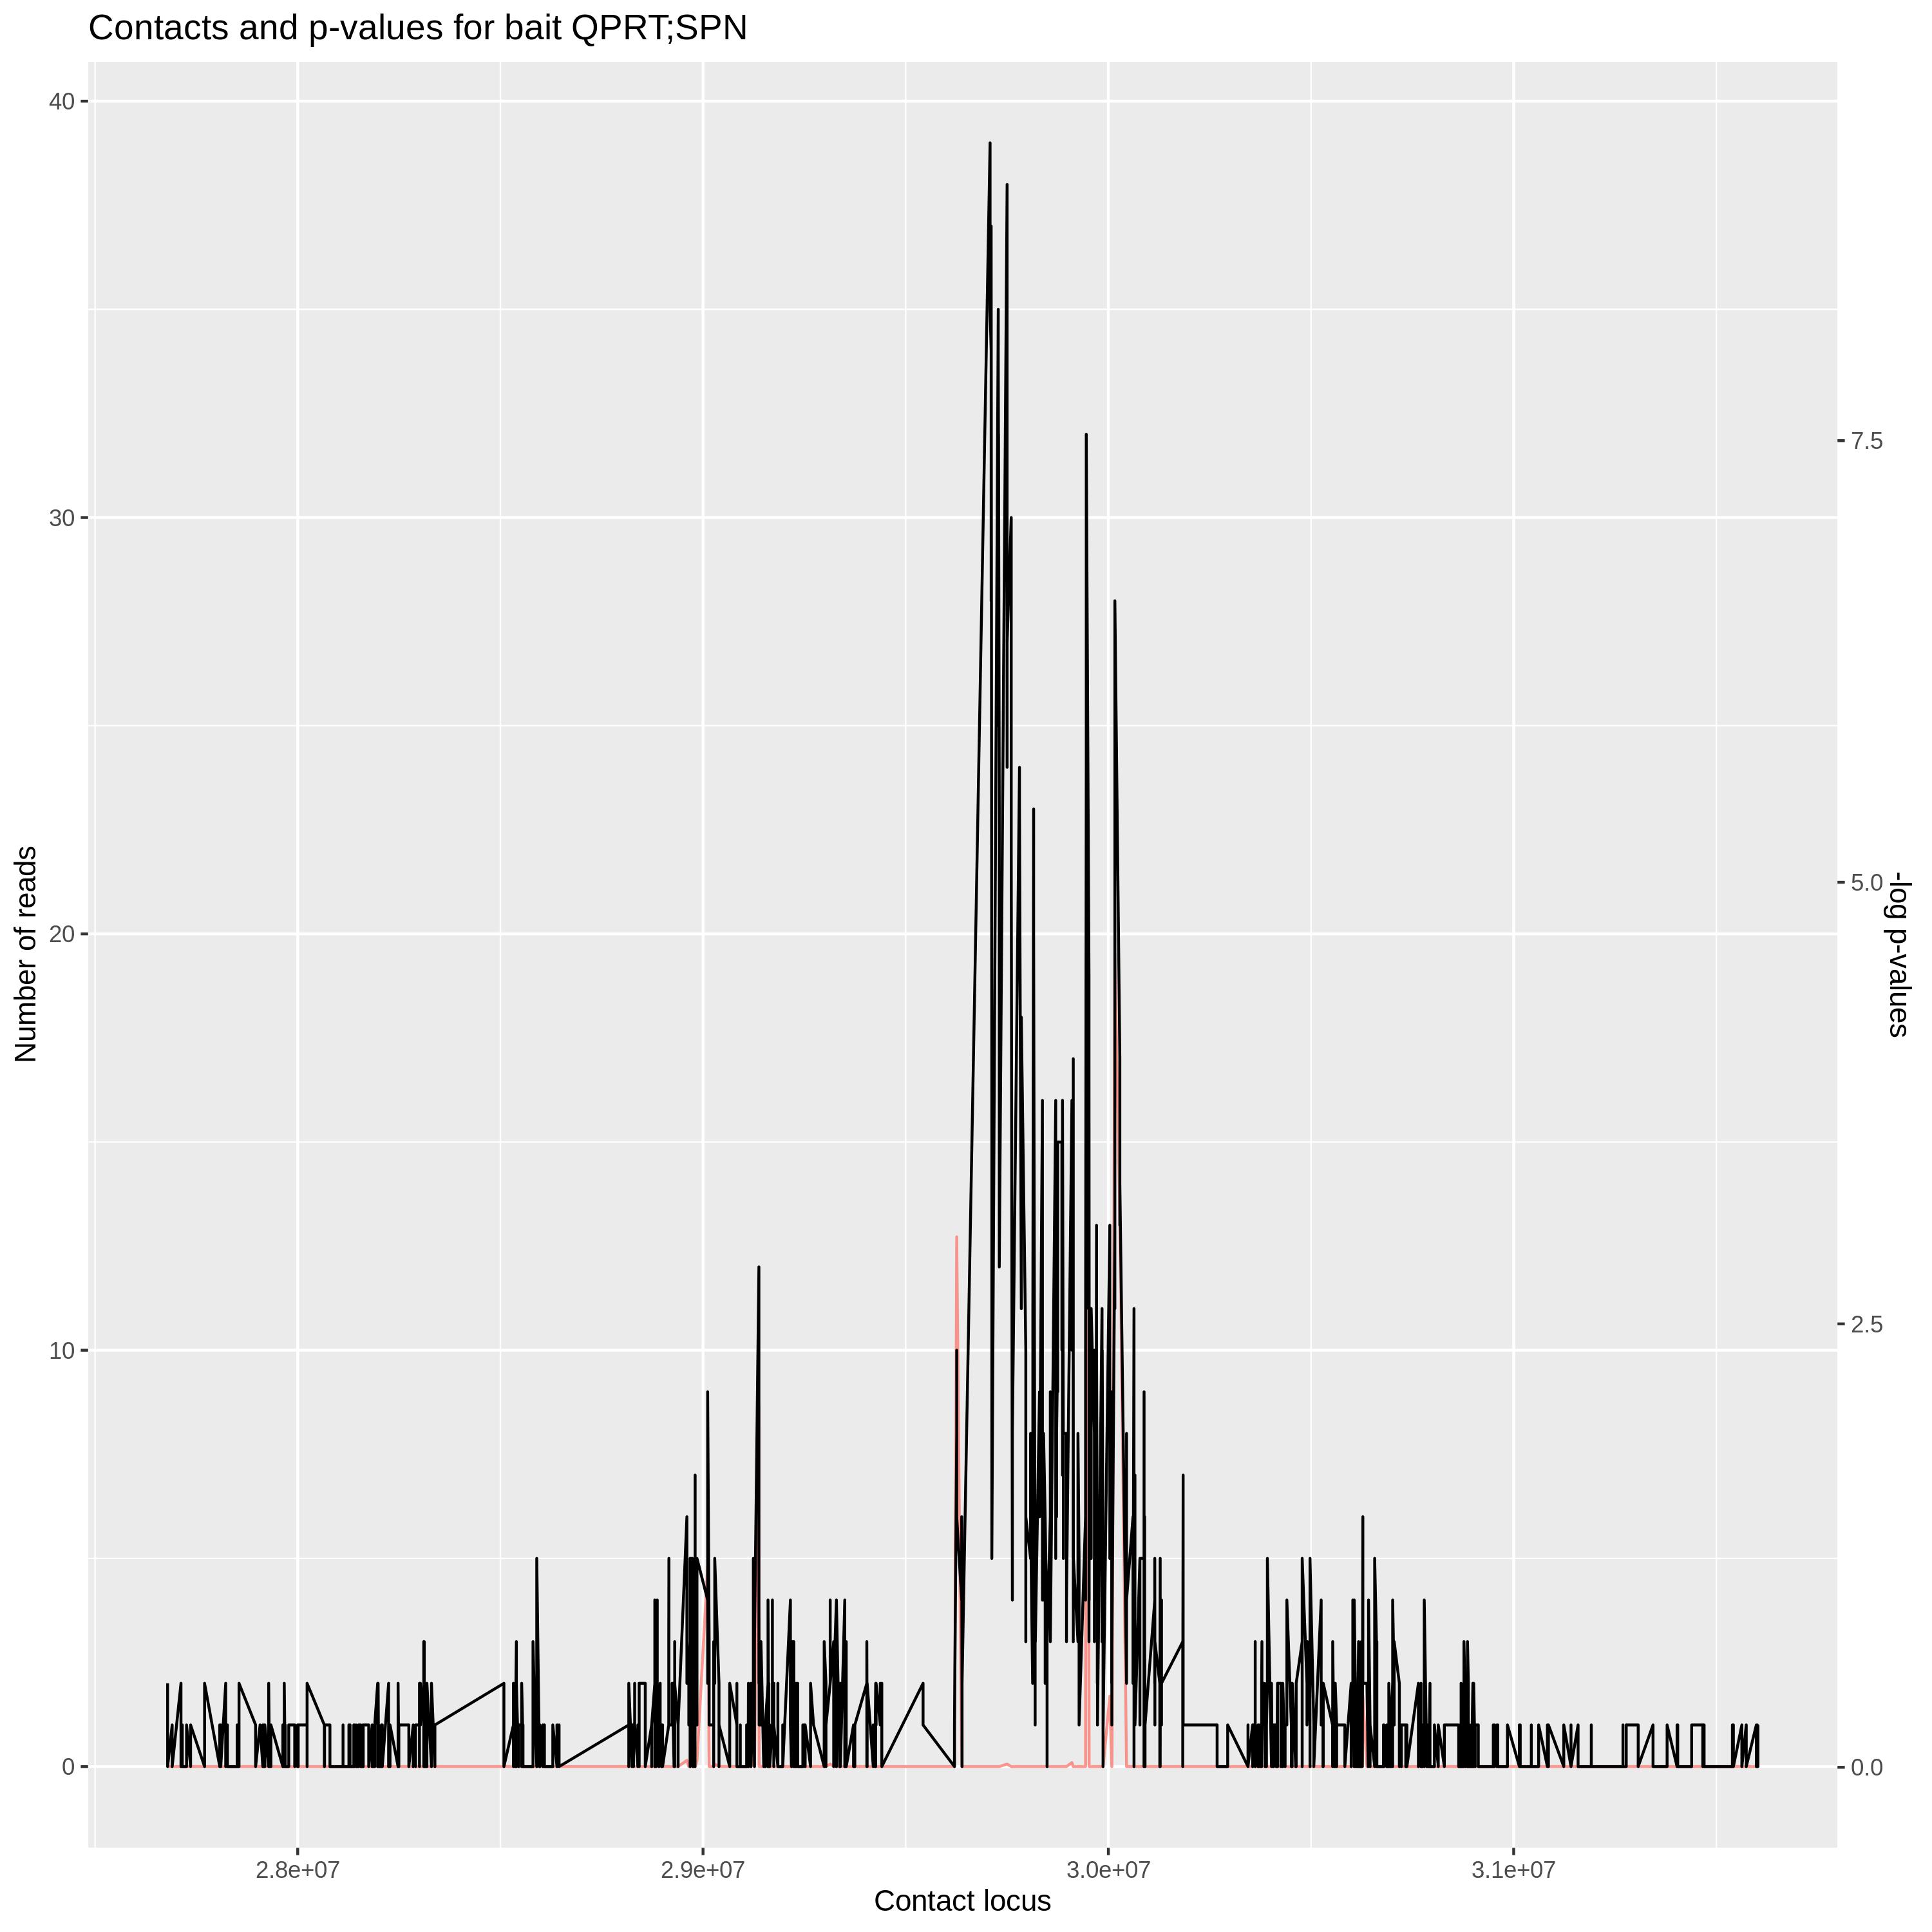 Contacts and p-values for bait QPRT;SPN
40
30
20
10
0
Number of reads
7.5
5.0
2.5
0.0
-log p-values
2.8e+07
2.9e+07
3.0e+07
3.1e+07
Contact locus